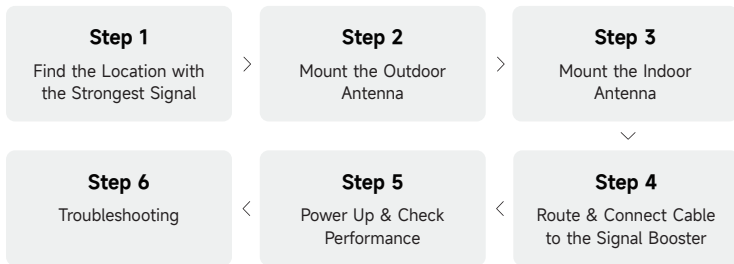 Step 1
Find the Location with
the Strongest Signal
Step 2
Mount the Outdoor
Antenna
Step 3
Mount the Indoor
Antenna
Step 4
Route & Connect Cable
to the Signal Booster
Step 5
Power Up & Check
Performance
Step 6
Troubleshooting